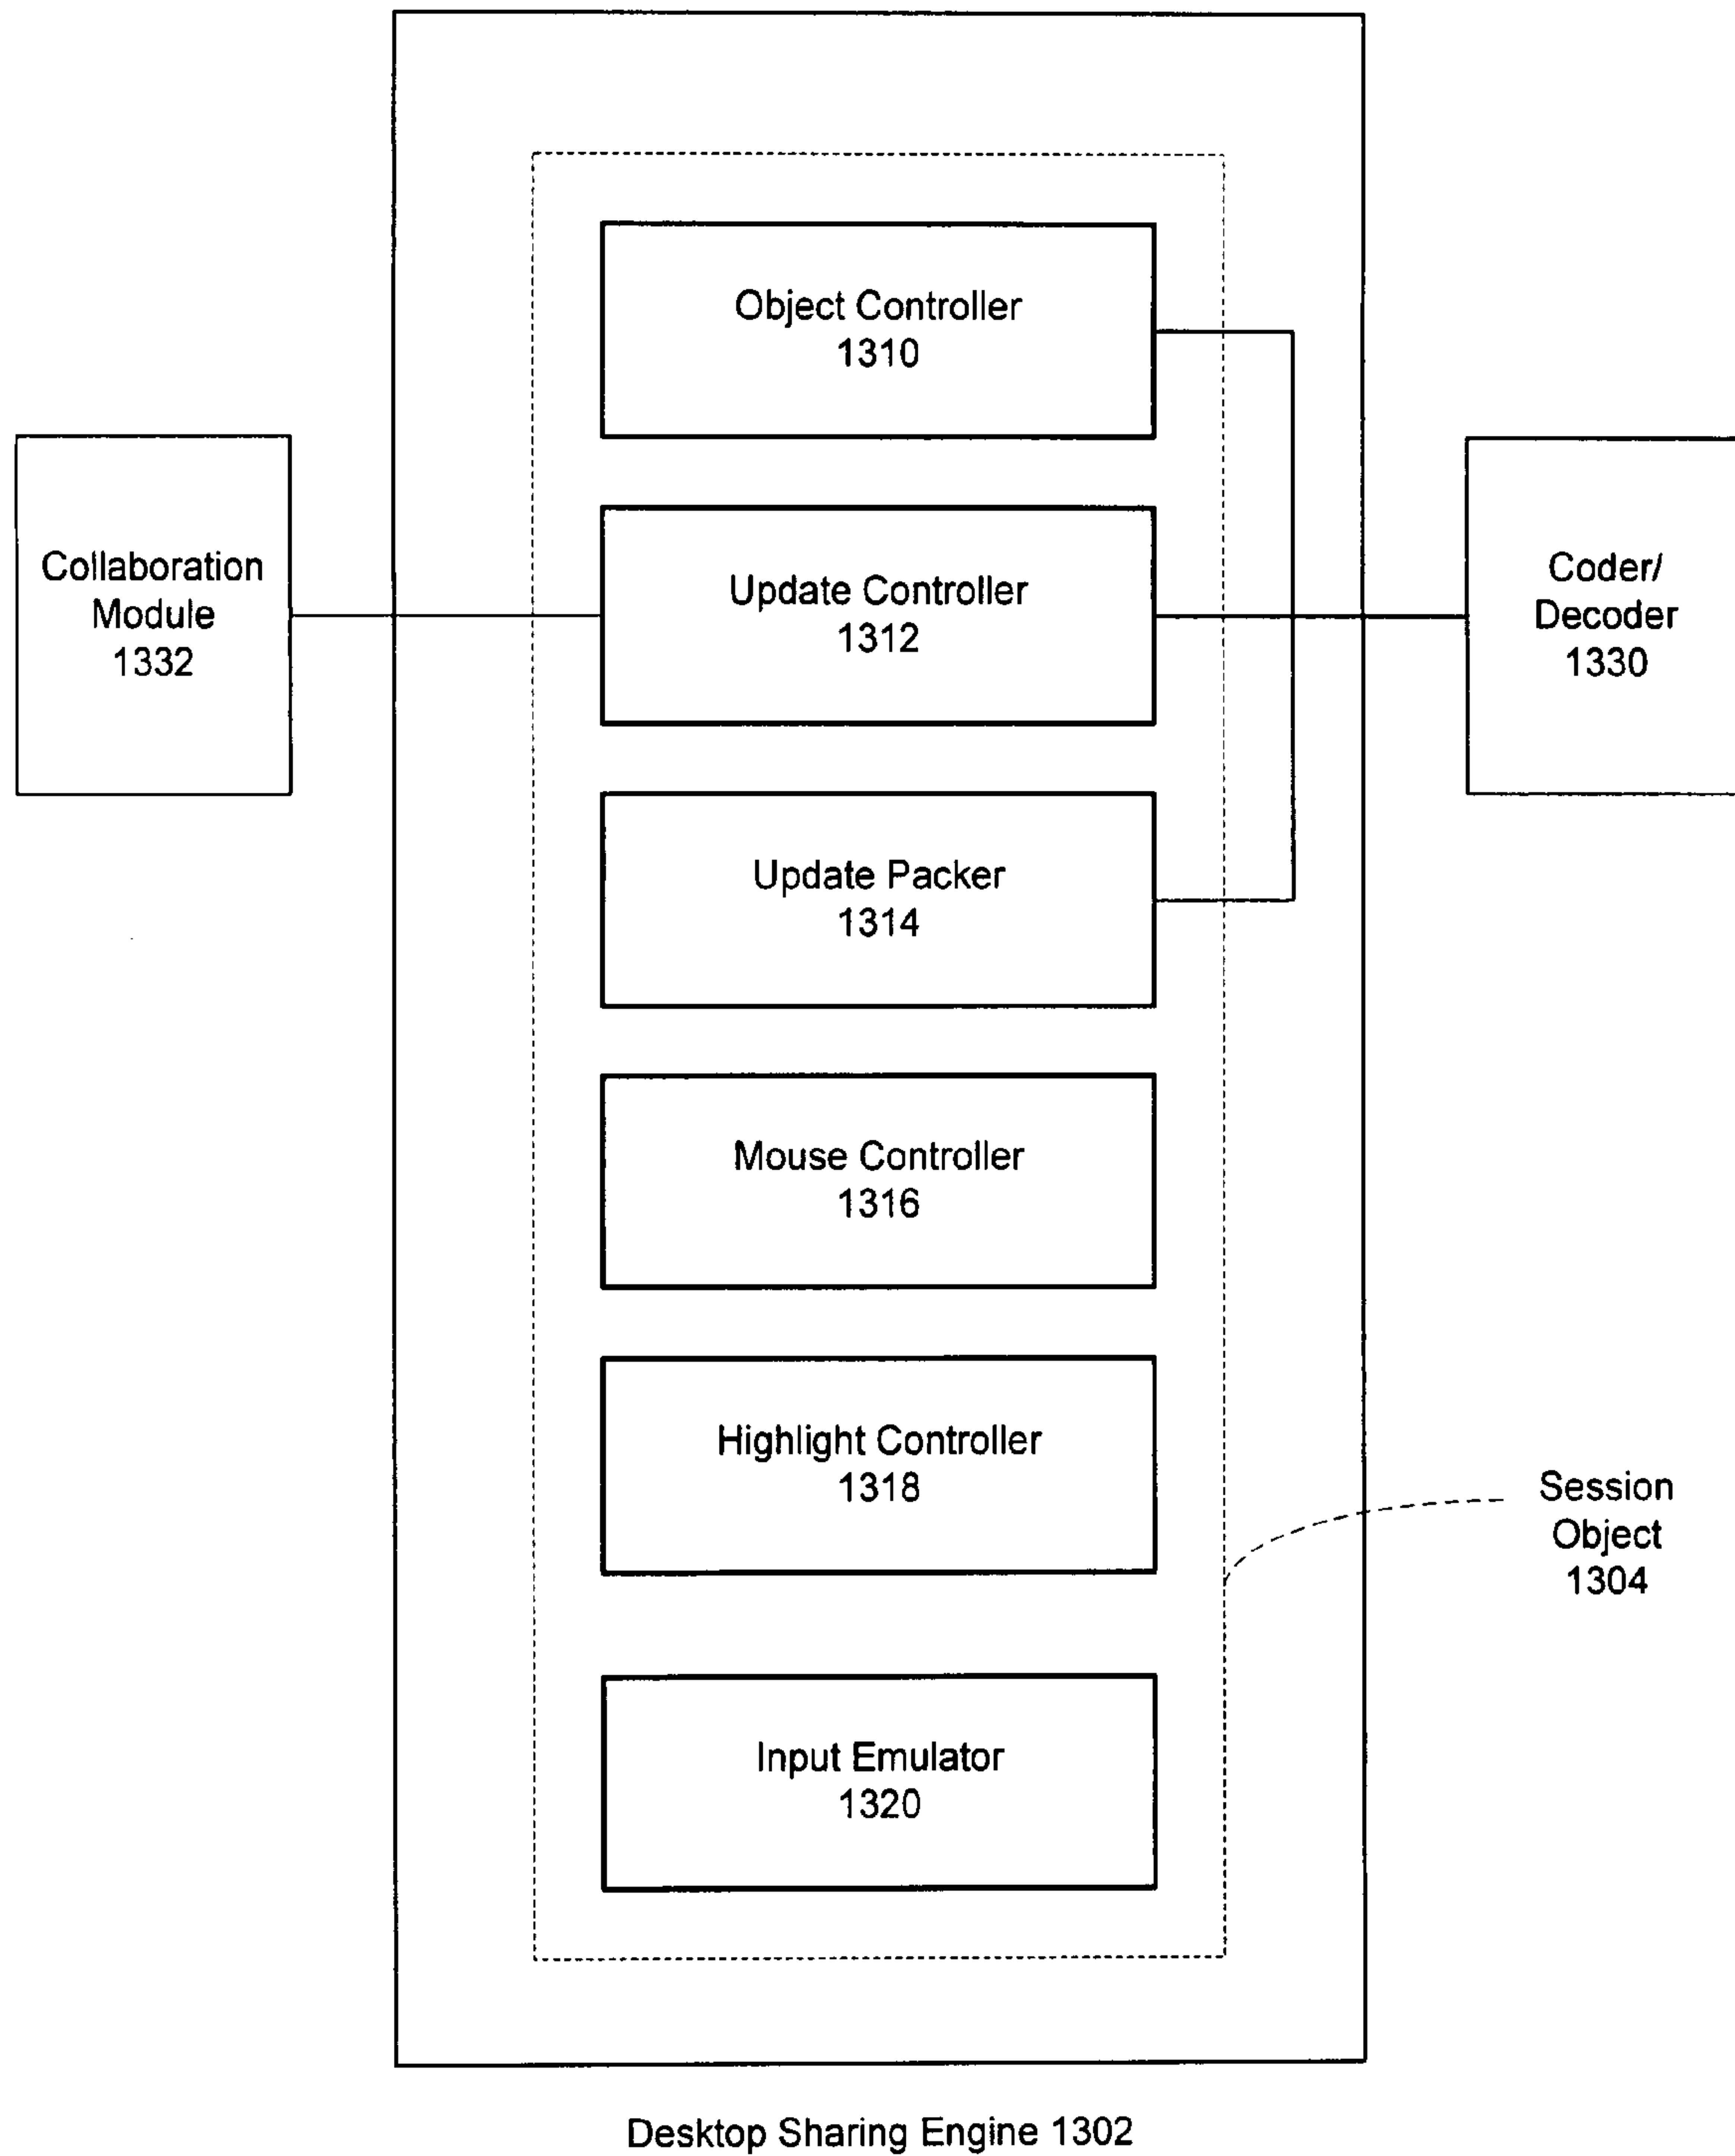 Object Controller
1310
Collaboration
Module
1332
Update Controller
1312
Coder/
Decoder
1330
Update Packer
1314
Mouse Controller
1316
Highlight Controller
1318
Session
Object
1304
Input Emulator
1320
Desktop Sharing Engine 1302